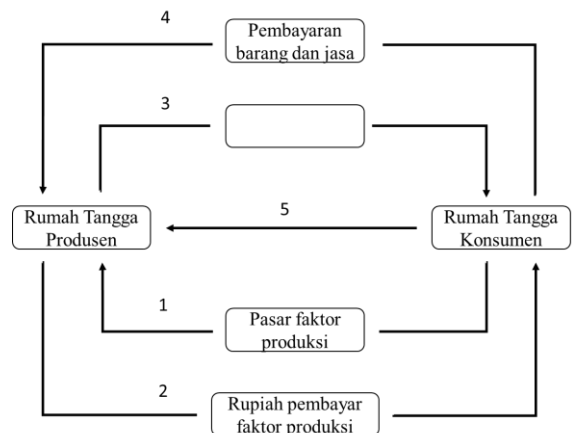 4
Pembayaran
barang dan jasa
3
Rumah Tangga
Produsen
5
Rumah Tangga
Konsumen
1
Pasar faktor
produksi
2
Rupiah pembayar
faktor produksi